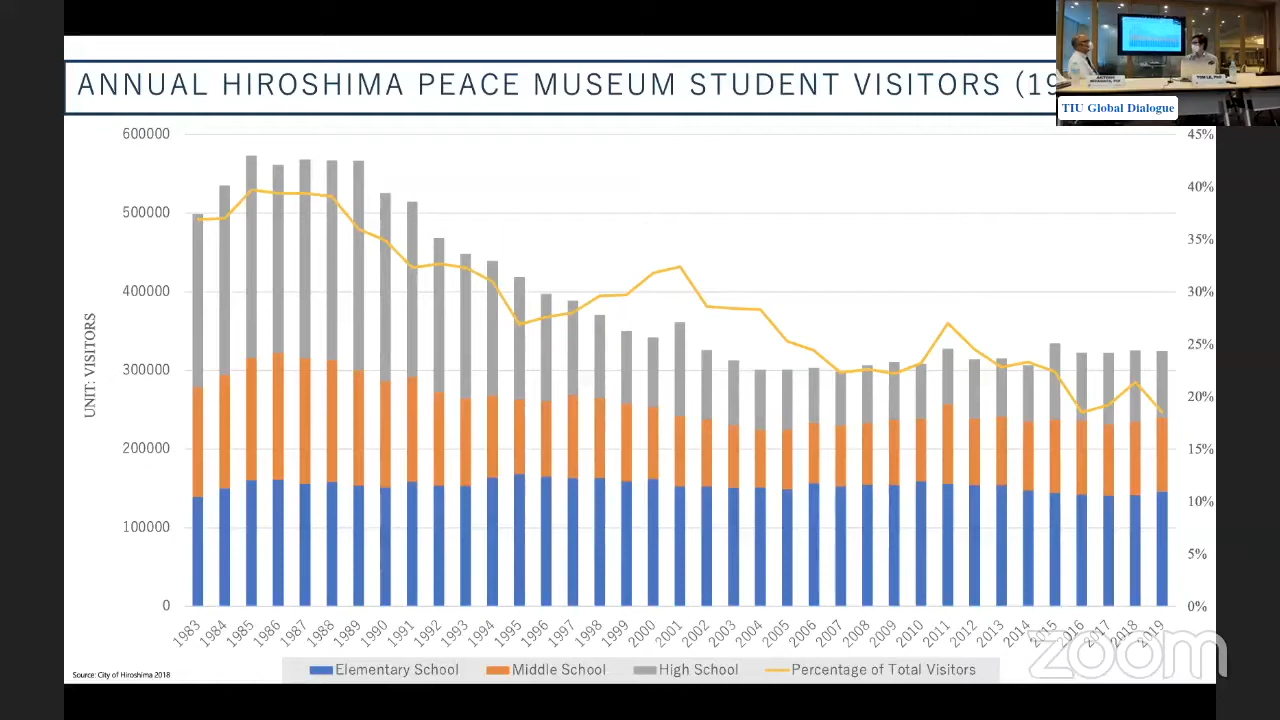 ANNUAL HIROSHIMA PEACE MUSEUM STUDENT VISITORS (19
TIU Global Dialogue
600000
500000
400000
300000
200000
100000
0
UNIT: VISITORS
45%
40%
35%
30%
25%
20%
15%
10%
5%
0%
1983 1984 1985 1986 1987 1988 1989 1990 1991 1992 1993 1994 1995 1996 1997 1998 1999 2000 2001 2002 2003 2004 2005 2006 2007 2008 2009 2010 2011 2012 2013 2014 2015 2016 2017 2018 2019
Elementary School Middle School High School Percentage of Total Visitors
Source: City of Hiroshima 2018
zoom